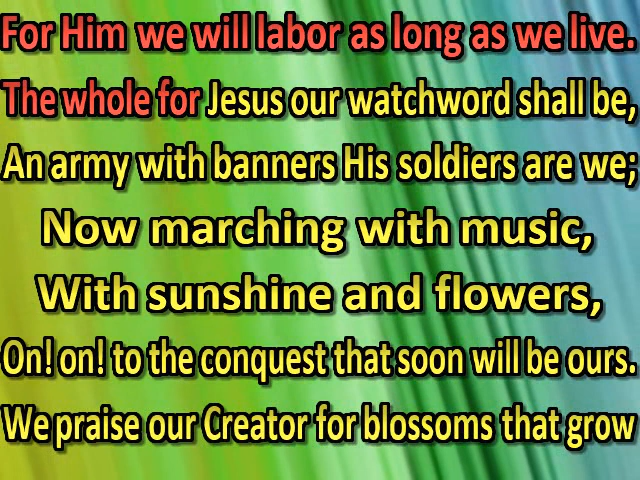 For Him we will labor as long as we live.
The whole for Jesus our watchword shall be,
An army with banners His soldiers are we;
Now marching with music,
With sunshine and flowers,
On! on! to the conquest that soon will be ours.
We praise our Creator for blossoms that grow